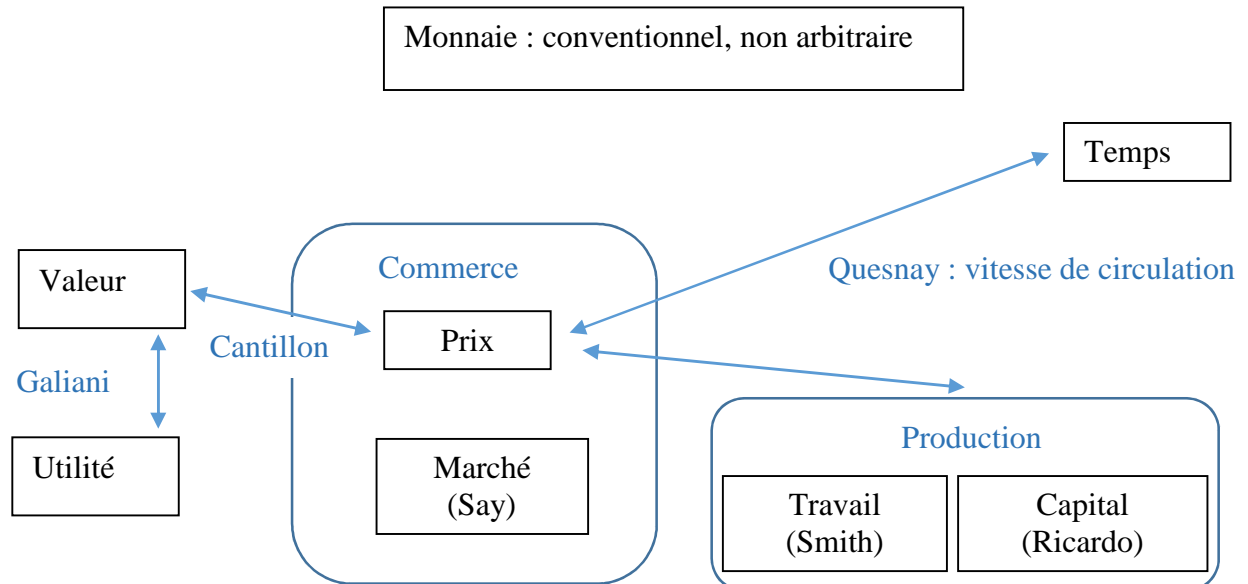 Monnaie : conventionnel, non arbitraire
Temps
Commerce
Valeur
Quesnay : vitesse de circulation
Prix
Cantillon
Galiani
Production
Utilité
Marché
(Say)
Travail
(Smith)
Capital
(Ricardo)